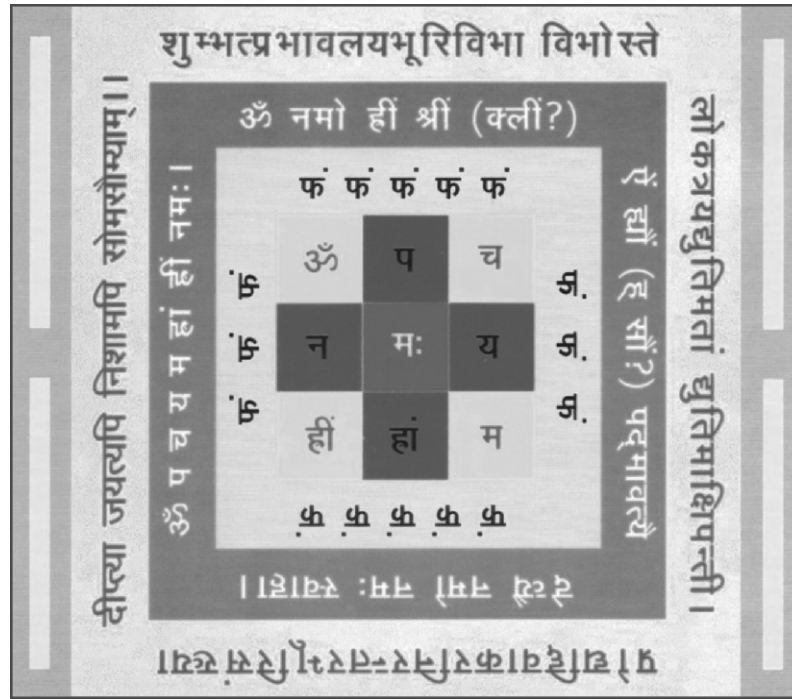 शुम्भत्प्रभावलयभूरिविभा विभोस्ते
लोकत्रयद्युतिमतां द्युतिमाक्षिपन्ती।
प्रोद्यद्दिवाकरनिरन्तरभूरिसंख्या
दीप्त्या जयत्यपि निशामपि सोमसौम्याम्।।
ॐ नमो ह्रीं श्रीं (क्लीं?)
ऐं ह्यौं (ह् सौं?) पद्मावत्यै
देव्यै नमो नमः स्वाहा।
ॐ प च य म ह्रां ह्रीं नमः।
फं फं फं फं फं
फं फं फं
फं फं फं फं फं
फं फं फं
ॐ प च
न मः य
ह्रीं ह्रां म